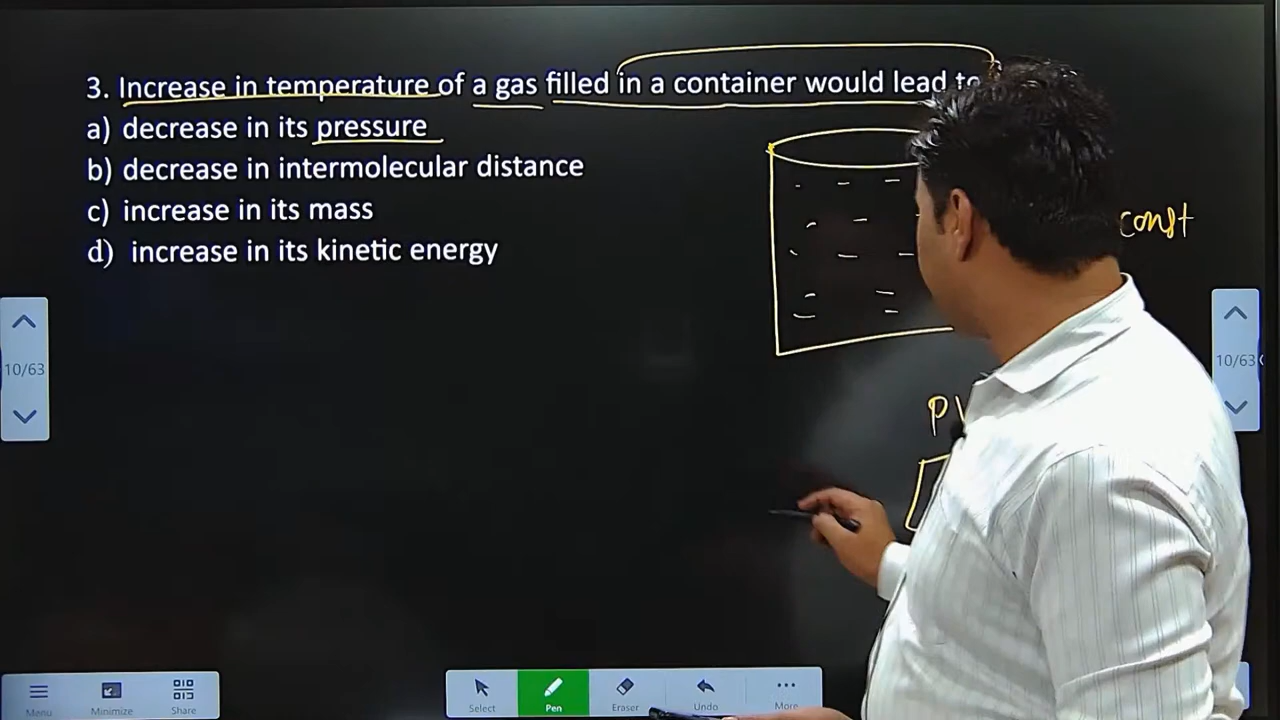 3. Increase in temperature of a gas filled in a container would lead to
a) decrease in its pressure
b) decrease in intermolecular distance
c) increase in its mass
d) increase in its kinetic energy
const
10/63
10/63
P
Menu
Minimize
Share
Select
Pen
Eraser
Undo
More